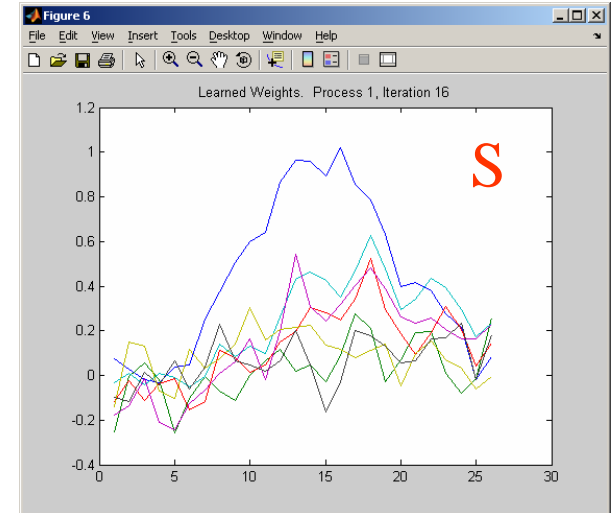 Figure 6
File Edit View Insert Tools Desktop Window Help
Learned Weights. Process 1, Iteration 16
1.2
1
0.8
0.6
0.4
0.2
0
-0.2
-0.4
0 5 10 15 20 25 30
S